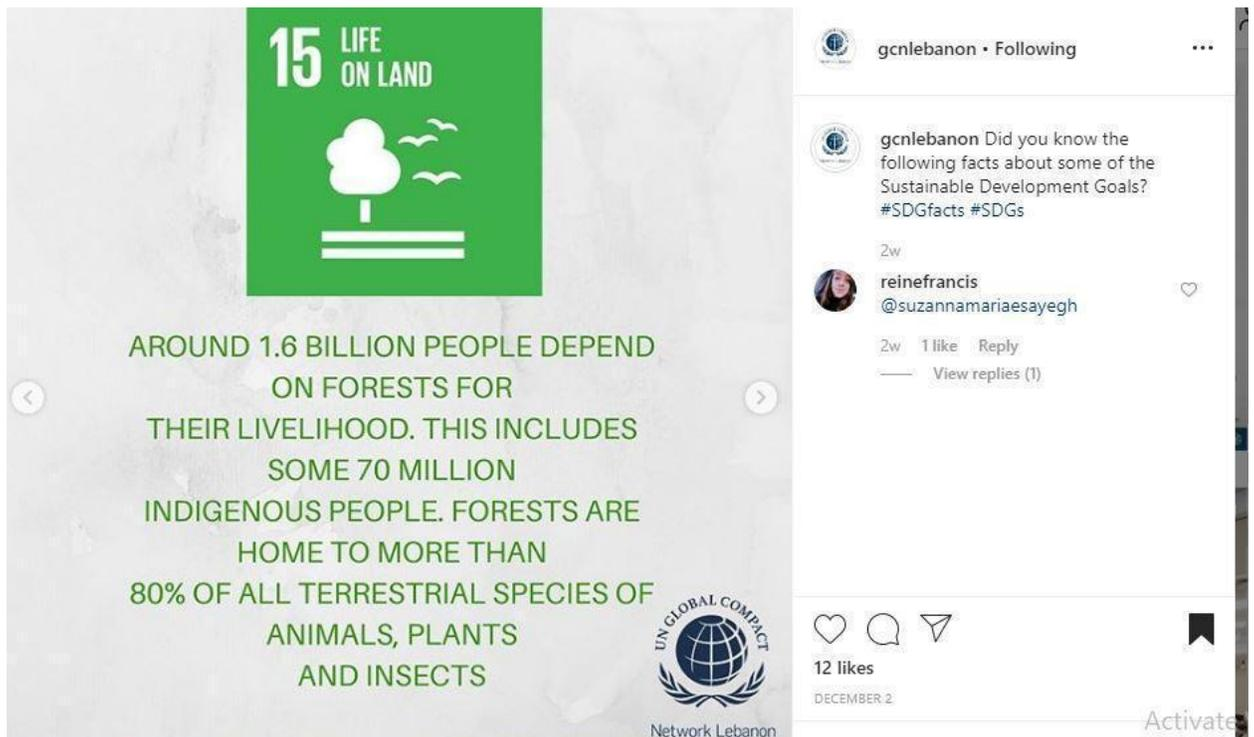 15 LIFE
ON LAND
AROUND 1.6 BILLION PEOPLE DEPEND
ON FORESTS FOR
THEIR LIVELIHOOD. THIS INCLUDES
SOME 70 MILLION
INDIGENOUS PEOPLE. FORESTS ARE
HOME TO MORE THAN
80% OF ALL TERRESTRIAL SPECIES OF
ANIMALS, PLANTS
AND INSECTS
UN GLOBAL COMPACT
Network Lebanon
gcnlebanon • Following
gcnlebanon Did you know the
following facts about some of the
Sustainable Development Goals?
#SDGfacts #SDGs
2w
reinefrancis
@suzannamariaesayegh
2w 1 like Reply
View replies (1)
12 likes
DECEMBER 2
Activate